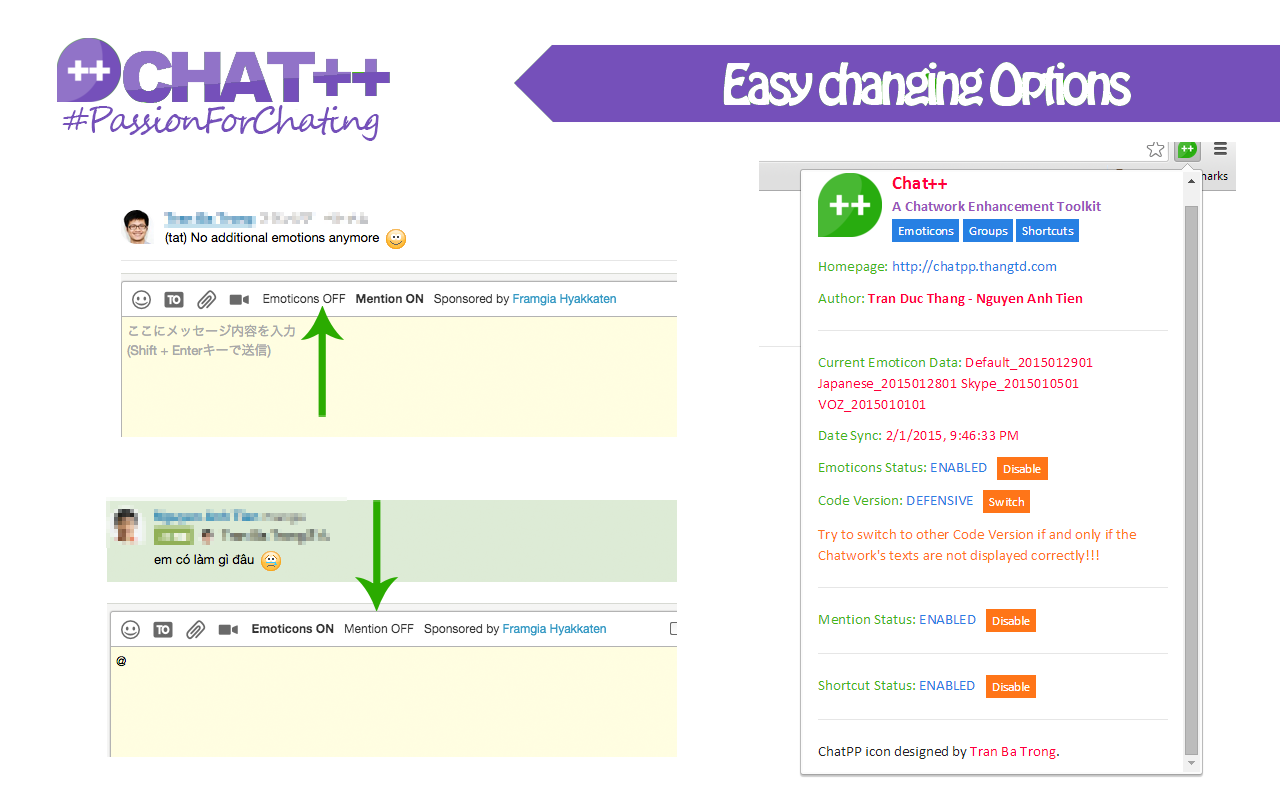 ++ CHAT++
#PassionForChating
Easy changing Options
(tat) No additional emotions anymore
TO Emoticons OFF Mention ON Sponsored by Framgia Hyakkaten
ここにメッセージ内容を入力
(Shift + Enterキーで送信)
em có làm gì đâu
TO Emoticons ON Mention OFF Sponsored by Framgia Hyakkaten
@
++
arks
++ Chat++
A Chatwork Enhancement Toolkit
Emoticons Groups Shortcuts
Homepage: http://chatpp.thangtd.com
Author: Tran Duc Thang - Nguyen Anh Tien
Current Emoticon Data: Default_2015012901
Japanese_2015012801 Skype_2015010501
VOZ_2015010101
Date Sync: 2/1/2015, 9:46:33 PM
Emoticons Status: ENABLED Disable
Code Version: DEFENSIVE Switch
Try to switch to other Code Version if and only if the
Chatwork's texts are not displayed correctly!!!
Mention Status: ENABLED Disable
Shortcut Status: ENABLED Disable
ChatPP icon designed by Tran Ba Trong.